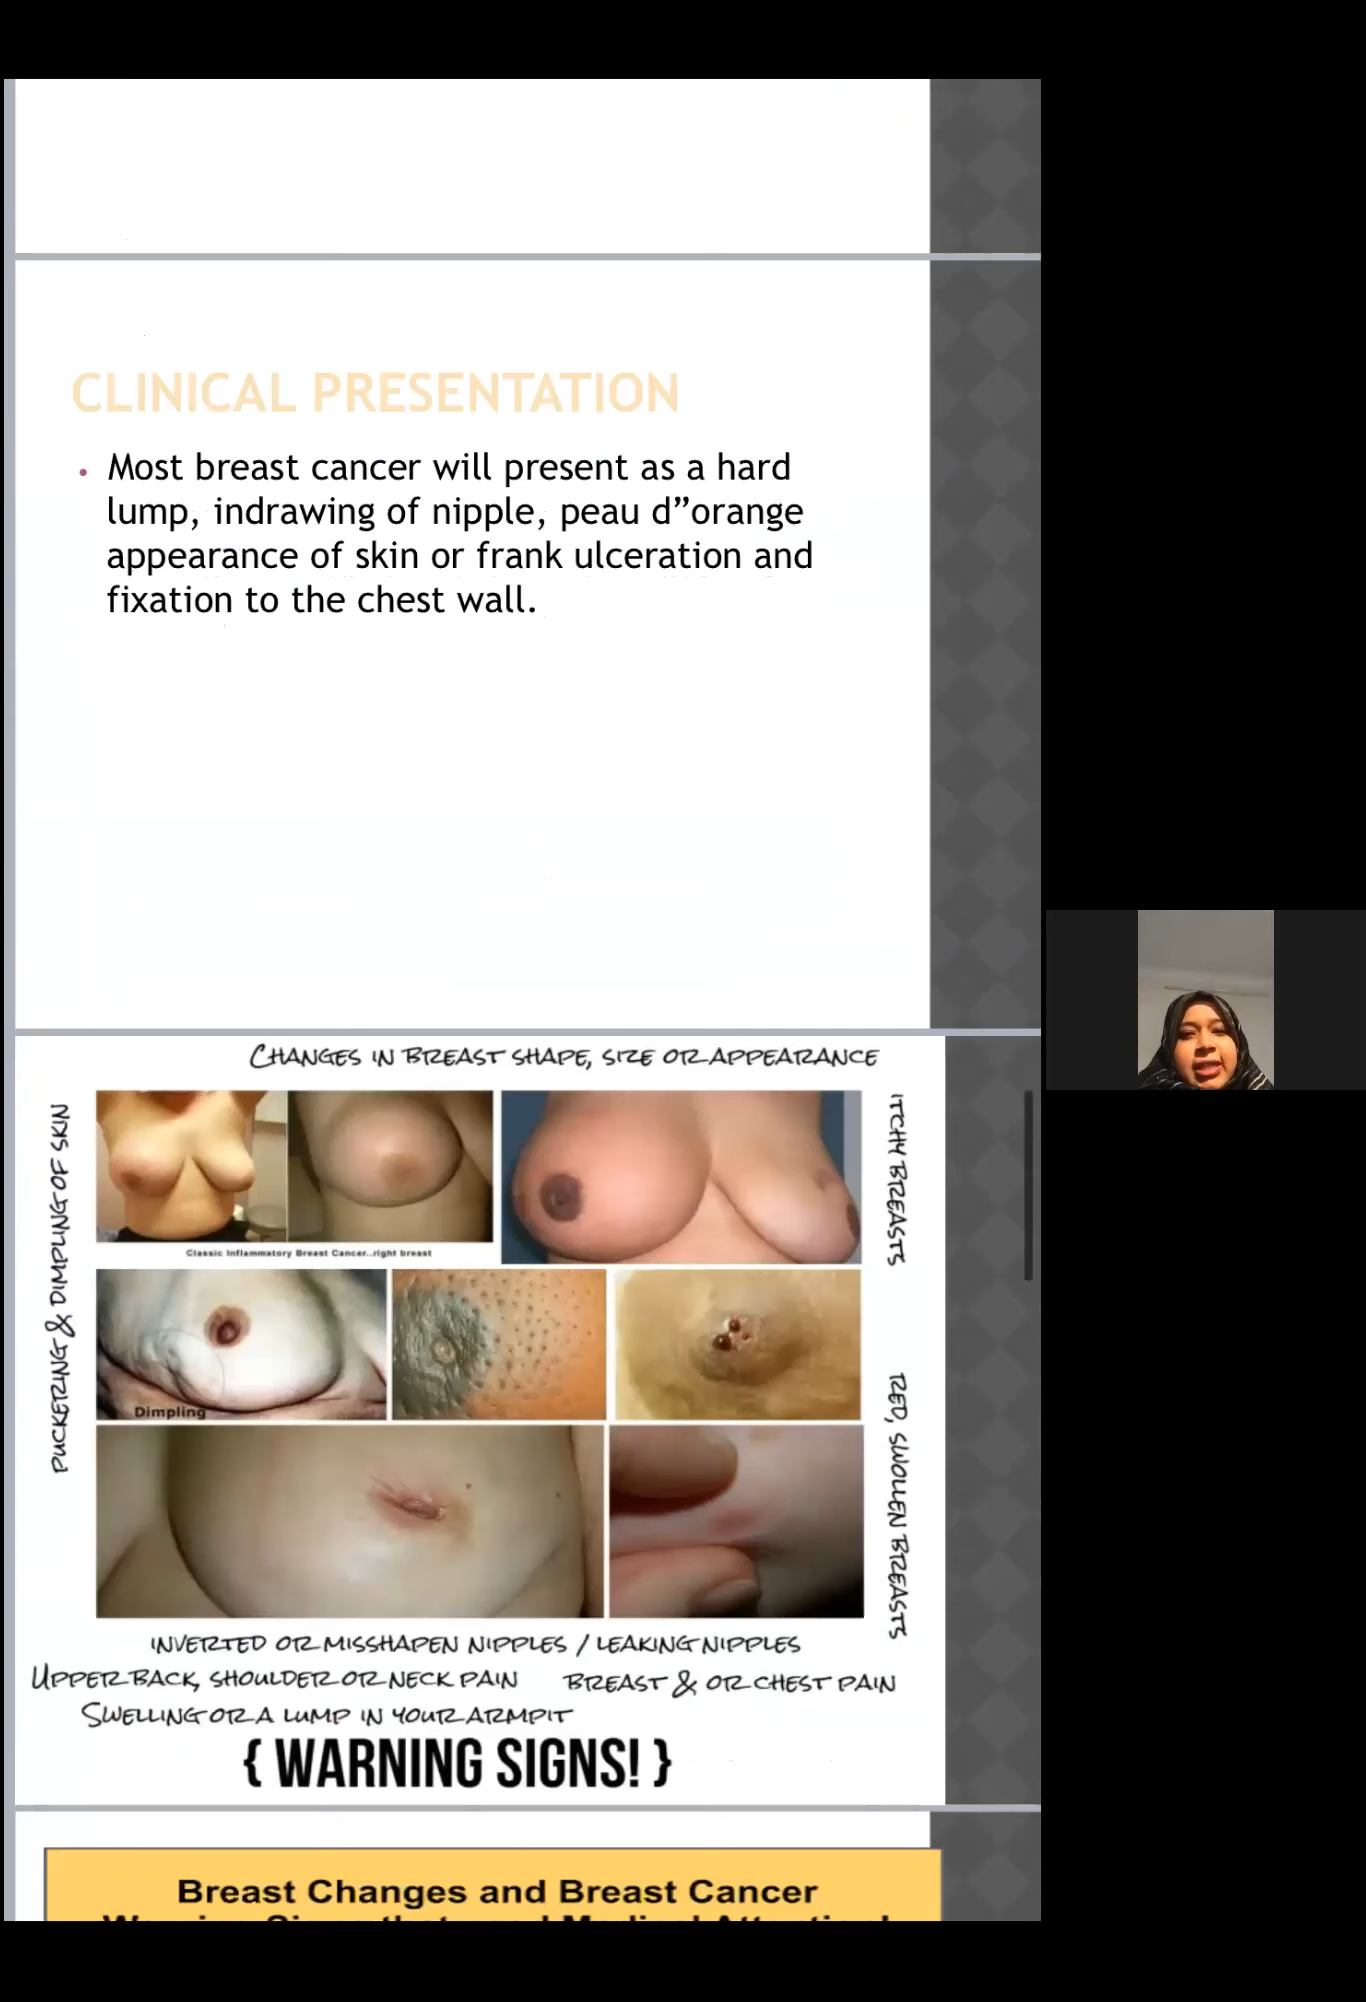 CLINICAL PRESENTATION
• Most breast cancer will present as a hard
lump, indrawing of nipple, peau d”orange
appearance of skin or frank ulceration and
fixation to the chest wall.
CHANGES IN BREAST SHAPE, SIZE OR APPEARANCE
PUCKERING & DIMPLING OF SKIN
ITCHY BREASTS
Classic Inflammatory Breast Cancer..right breast
Dimpling
RED, SWOLLEN BREASTS
INVERTED OR MISSHAPEN NIPPLES / LEAKING NIPPLES
UPPER BACK, SHOULDER OR NECK PAIN
BREAST & OR CHEST PAIN
SWELLING OR A LUMP IN YOUR ARMPIT
{ WARNING SIGNS! }
Breast Changes and Breast Cancer